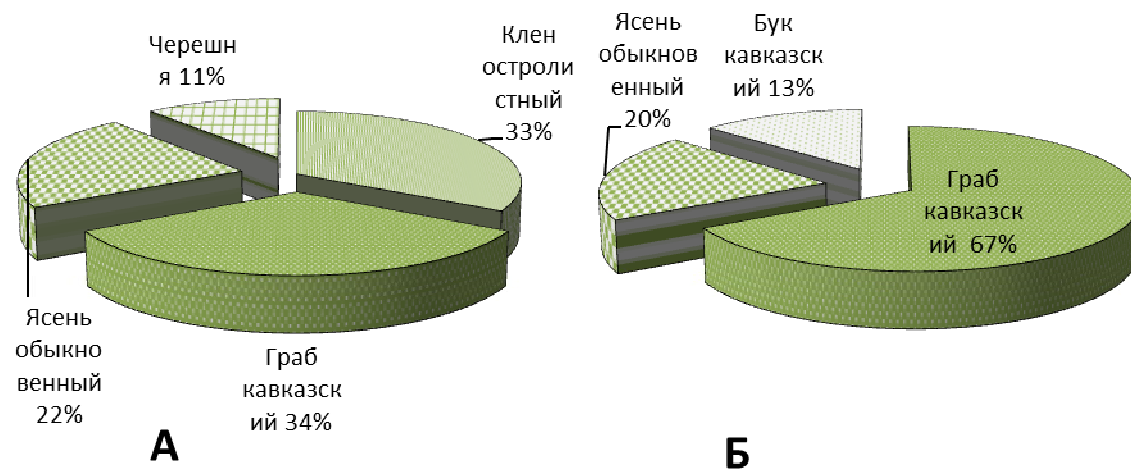 Черешн
я 11%
Клен
остроли
стный
33%
Ясень
обыкно
венный
22%
Граб
кавказск
ий 34%
А
Ясень
обыкнов
енный
20%
Бук
кавказск
ий 13%
Граб
кавказск
ий 67%
Б